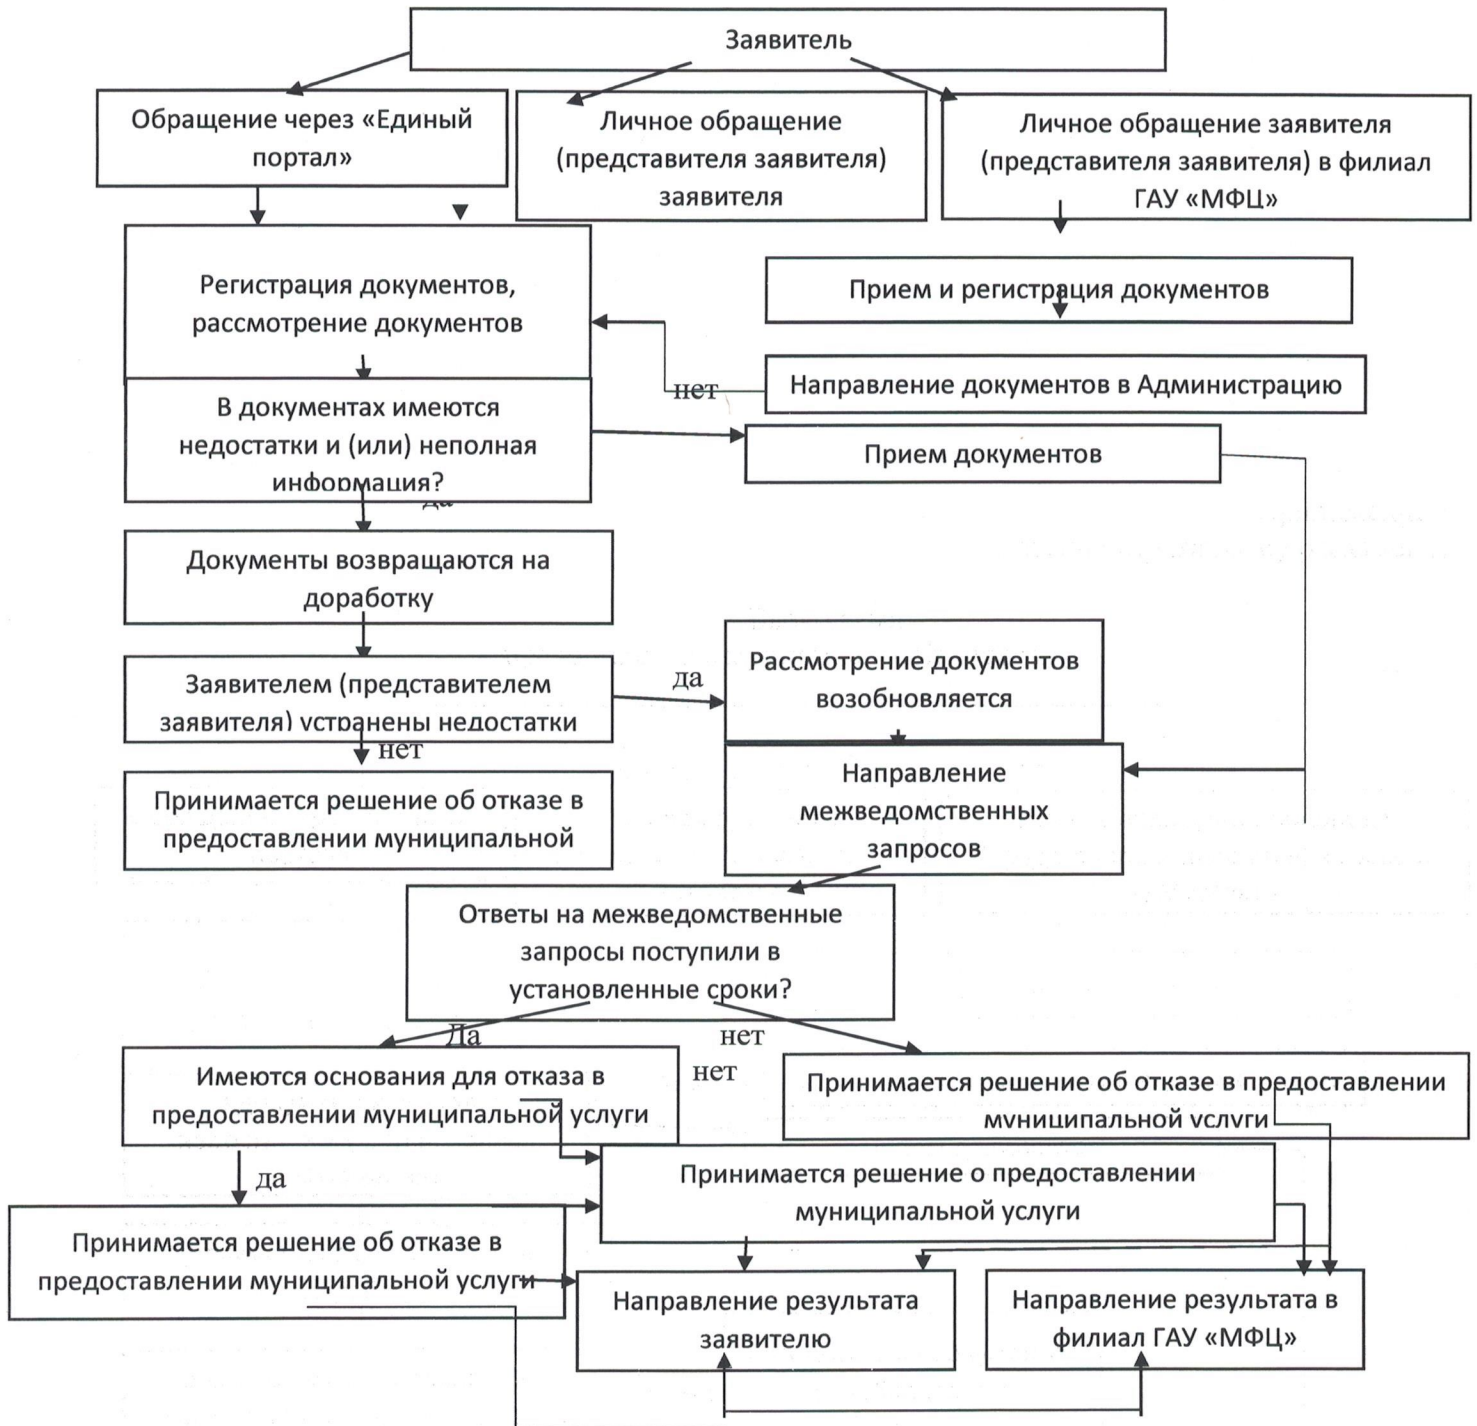 Заявитель
Обращение через «Единый
портал»
Личное обращение
(представителя заявителя)
заявителя
Личное обращение заявителя
(представителя заявителя) в филиал
ГАУ «МФЦ»
Регистрация документов,
рассмотрение документов
Прием и регистрация документов
Направление документов в Администрацию
нет
В документах имеются
недостатки и (или) неполная
информация?
Прием документов
да
Документы возвращаются на
доработку
Заявителем (представителем
заявителя) устранены недостатки
да
Рассмотрение документов
возобновляется
нет
Принимается решение об отказе в
предоставлении муниципальной
Направление
межведомственных
запросов
Ответы на межведомственные
запросы поступили в
установленные сроки?
Да
нет
Имеются основания для отказа в
предоставлении муниципальной услуги
нет
Принимается решение об отказе в предоставлении
муниципальной услуги
да
Принимается решение о предоставлении
муниципальной услуги
Принимается решение об отказе в
предоставлении муниципальной услуги
Направление результата
заявителю
Направление результата в
филиал ГАУ «МФЦ»